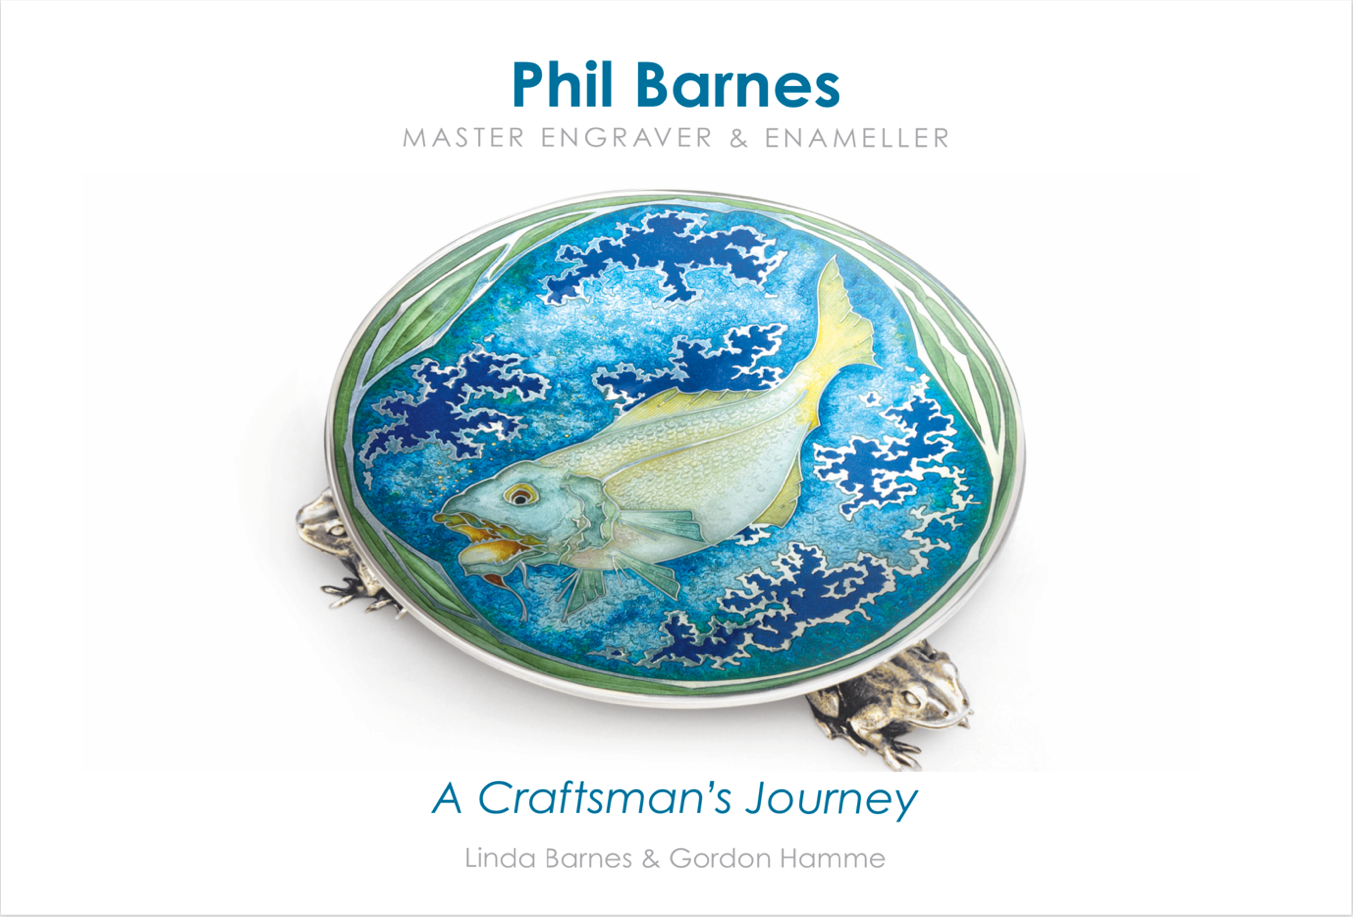 Phil Barnes
MASTER ENGRAVER & ENAMELLER
A Craftsman’s Journey
Linda Barnes & Gordon Hamme